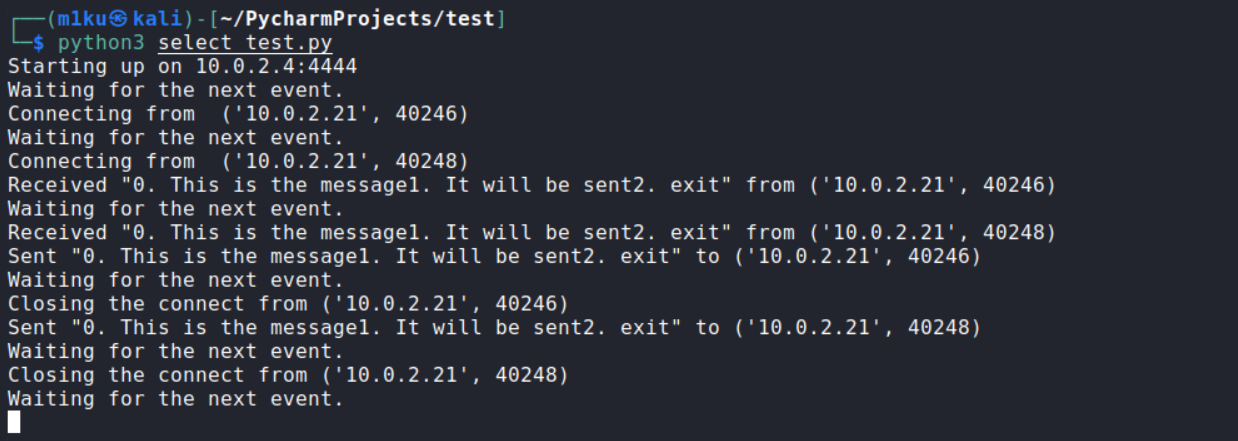 ┌──(m1ku㉿kali)-[~/PycharmProjects/test]
└─$ python3 select_test.py
Starting up on 10.0.2.4:4444
Waiting for the next event.
Connecting from  ('10.0.2.21', 40246)
Waiting for the next event.
Connecting from  ('10.0.2.21', 40248)
Received "0. This is the message1. It will be sent2. exit" from ('10.0.2.21', 40246)
Waiting for the next event.
Received "0. This is the message1. It will be sent2. exit" from ('10.0.2.21', 40248)
Sent "0. This is the message1. It will be sent2. exit" to ('10.0.2.21', 40246)
Waiting for the next event.
Closing the connect from ('10.0.2.21', 40246)
Sent "0. This is the message1. It will be sent2. exit" to ('10.0.2.21', 40248)
Waiting for the next event.
Closing the connect from ('10.0.2.21', 40248)
Waiting for the next event.